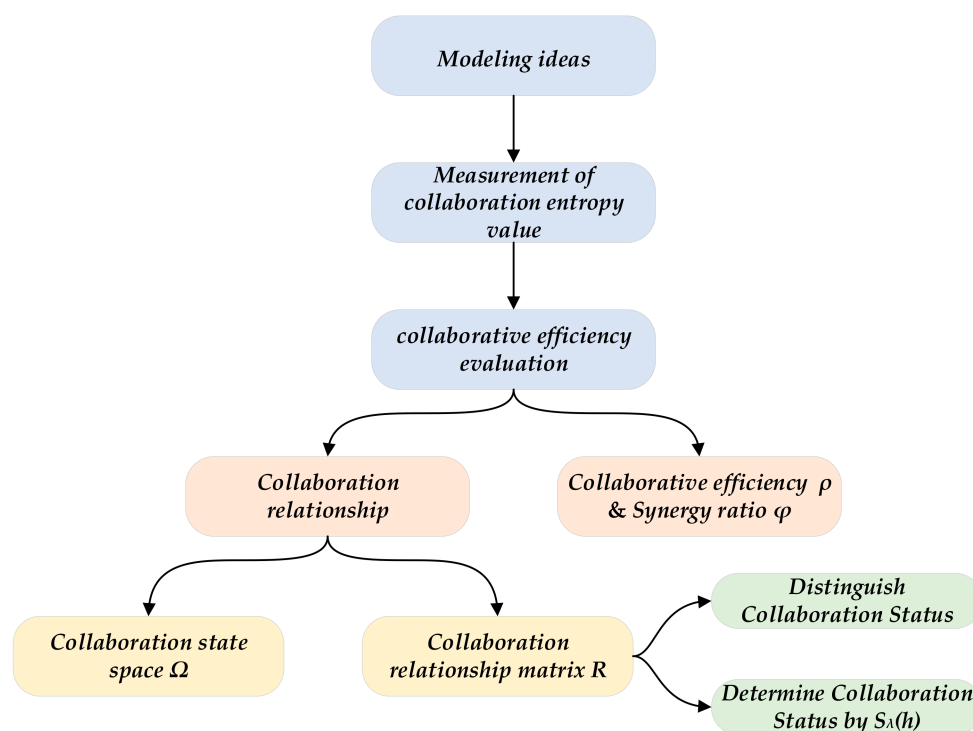 Modeling ideas
Measurement of
collaboration entropy
value
collaborative efficiency
evaluation
Collaboration
relationship
Collaborative efficiency ρ
& Synergy ratio φ
Collaboration state
space Ω
Collaboration
relationship matrix R
Distinguish
Collaboration Status
Determine Collaboration
Status by Sλ(h)